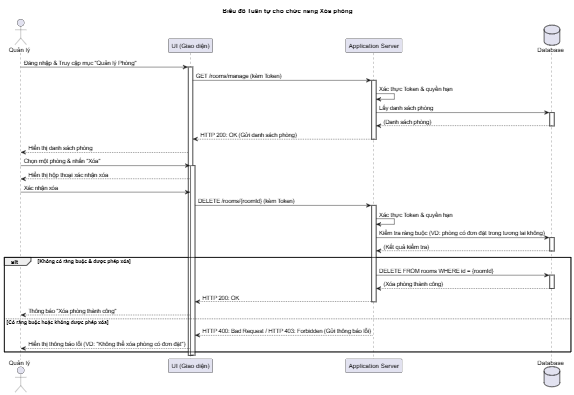 Biểu đồ Tuần tự cho chức năng Xóa phòng
Quản lý
UI (Giao diện)
Application Server
Database
Đăng nhập & Truy cập mục "Quản lý Phòng"
GET /rooms/manage (kèm Token)
Xác thực Token & quyền hạn
Lấy danh sách phòng
(Danh sách phòng)
HTTP 200: OK (Gửi danh sách phòng)
Hiển thị danh sách phòng
Chọn một phòng & nhấn "Xóa"
Hiển thị hộp thoại xác nhận xóa
Xác nhận xóa
DELETE /rooms/{roomId} (kèm Token)
Xác thực Token & quyền hạn
Kiểm tra ràng buộc (VD: phòng có đơn đặt trong tương lai không)
(Kết quả kiểm tra)
alt [Không có ràng buộc & được phép xóa]
DELETE FROM rooms WHERE id = {roomId}
(Xóa phòng thành công)
HTTP 200: OK
Thông báo "Xóa phòng thành công"
[Có ràng buộc hoặc không được phép xóa]
HTTP 400: Bad Request / HTTP 403: Forbidden (Gửi thông báo lỗi)
Hiển thị thông báo lỗi (VD: "Không thể xóa phòng có đơn đặt")
Quản lý
UI (Giao diện)
Application Server
Database